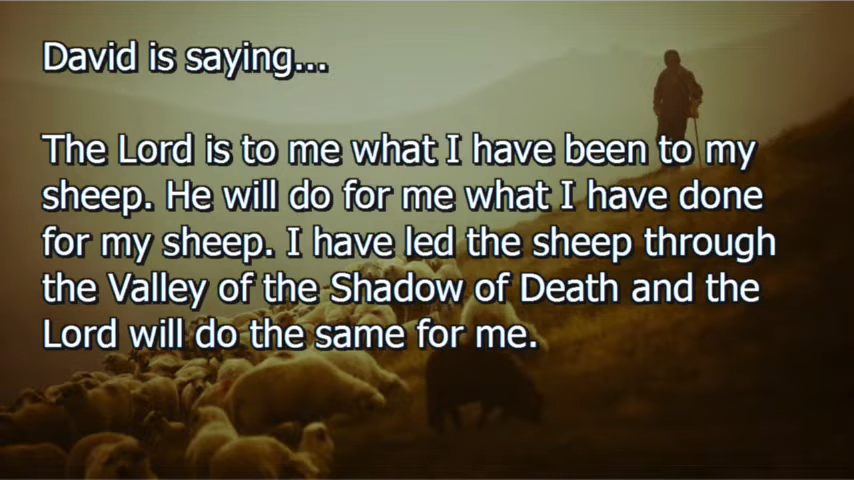 David is saying...
The Lord is to me what I have been to my
sheep. He will do for me what I have done
for my sheep. I have led the sheep through
the Valley of the Shadow of Death and the
Lord will do the same for me.